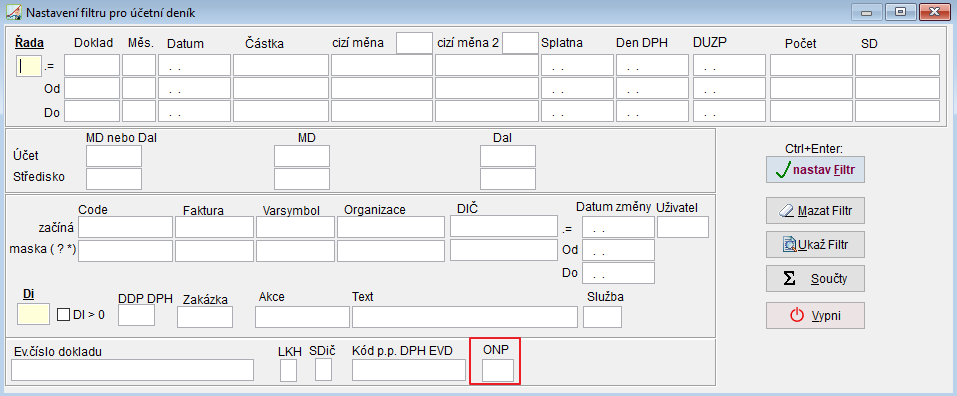 Nastavení filtru pro účetní deník
Řada Doklad Měs. Datum Částka cizí měna cizí měna 2 Splatna Den DPH DUZP Počet SD
.= . . . . . . . .
Od . . . . . . . .
Do . . . . . . . .
MD nebo Dal MD Dal
Účet
Středisko
Ctrl+Enter:
nastav Filtr
Mazat Filtr
Ukaž Filtr
Σ Součty
Vypni
Code Faktura Varsymbol Organizace DIČ Datum změny Uživatel
začíná .= . .
maska ( ? *) Od . .
Do . .
Di DI > 0 DDP DPH Zakázka Akce Text Služba
Ev.číslo dokladu LKH SDič Kód p.p. DPH EVD ONP